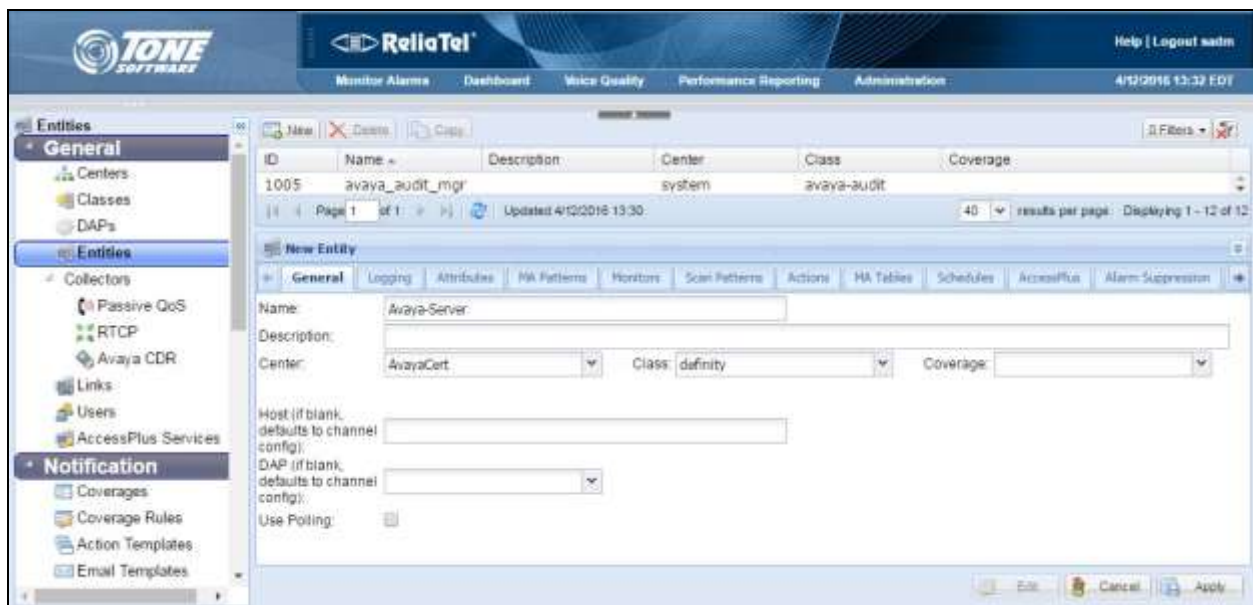 TONE
SOFTWARE
ReliaTel
Help | Logout sadm
Monitor Alarms Dashboard Voice Quality Performance Reporting Administration
4/12/2016 13:32 EDT
Entities
General
Centers
Classes
DAPs
Entities
Collectors
Passive QoS
RTCP
Avaya CDR
Links
Users
AccessPlus Services
Notification
Coverages
Coverage Rules
Action Templates
Email Templates
New Delete Copy
Filters
ID Name Description Center Class Coverage
1005 avaya_audit_mgr system avaya-audit
Page 1 of 1 Updated 4/12/2016 13:30 40 results per page Displaying 1 - 12 of 12
New Entity
General Logging Attributes MA Patterns Monitors Scan Patterns Actions MA Tables Schedules AccessPlus Alarm Suppression
Name: Avaya-Server
Description:
Center: AvayaCert Class: definity Coverage:
Host (if blank,
defaults to channel
config):
DAP (if blank,
defaults to channel
config):
Use Polling:
Edit Cancel Apply